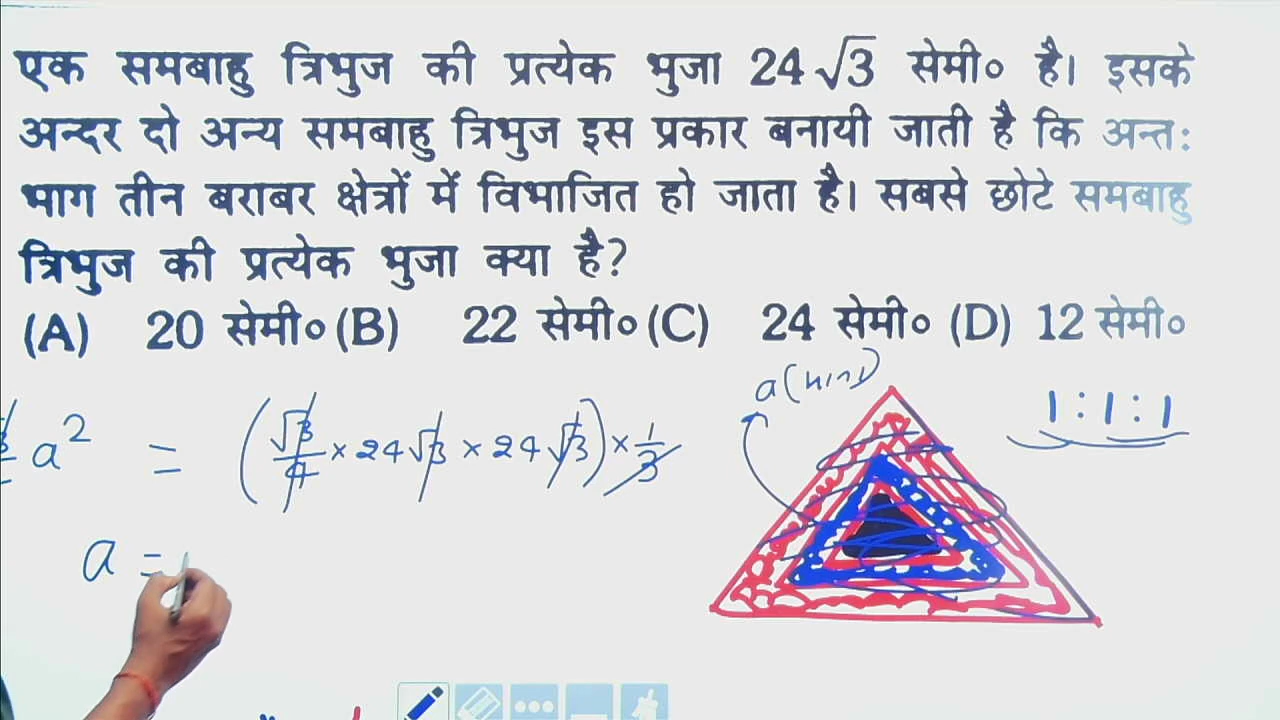 एक समबाहु त्रिभुज की प्रत्येक भुजा 24√3 सेमी० है। इसके
अन्दर दो अन्य समबाहु त्रिभुज इस प्रकार बनायी जाती है कि अन्त:
भाग तीन बराबर क्षेत्रों में विभाजित हो जाता है। सबसे छोटे समबाहु
त्रिभुज की प्रत्येक भुजा क्या है?
(A) 20 सेमी० (B) 22 सेमी० (C) 24 सेमी० (D) 12 सेमी०
1 : 1 : 1
a² = (√3/4 × 24√3 × 24√3) × 1/3
a =